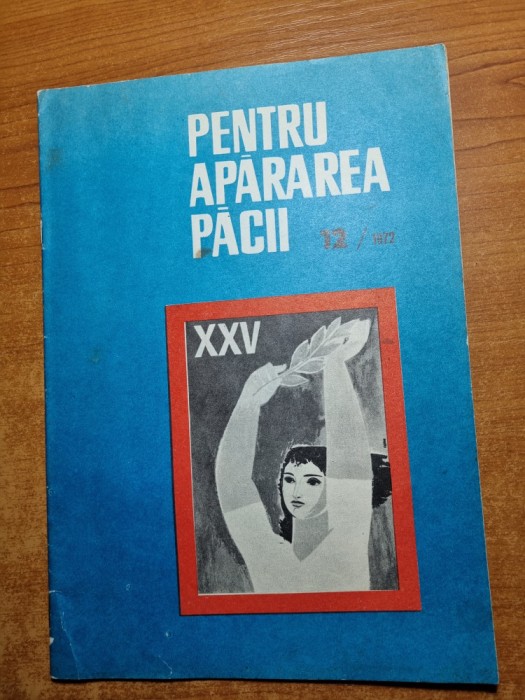 PENTRU
APĂRAREA
PĂCII
12 / 1972
XXV